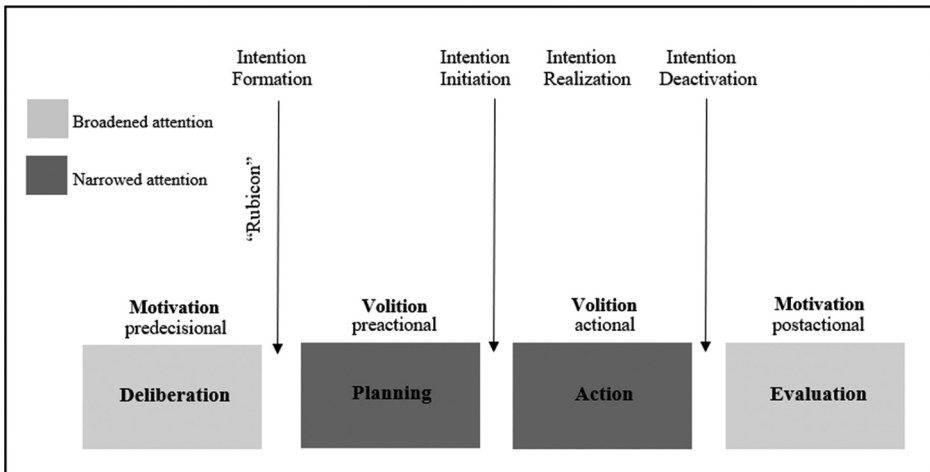 Intention
Formation
Intention
Initiation
Intention
Realization
Intention
Deactivation
Broadened attention
Narrowed attention
“Rubicon”
Motivation
predecisional
Volition
preactional
Volition
actional
Motivation
postactional
Deliberation
Planning
Action
Evaluation